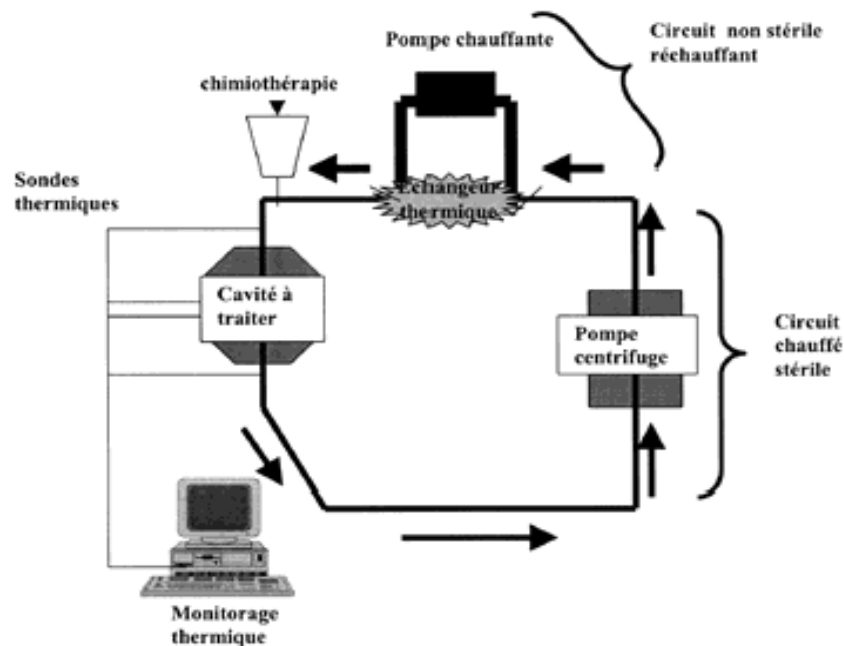 Pompe chauffante
Circuit non stérile
réchauffant
chimiothérapie
Sondes
thermiques
Echangeur
thermique
Cavité à
traiter
Pompe
centrifuge
Circuit
chauffé
stérile
Monitorage
thermique